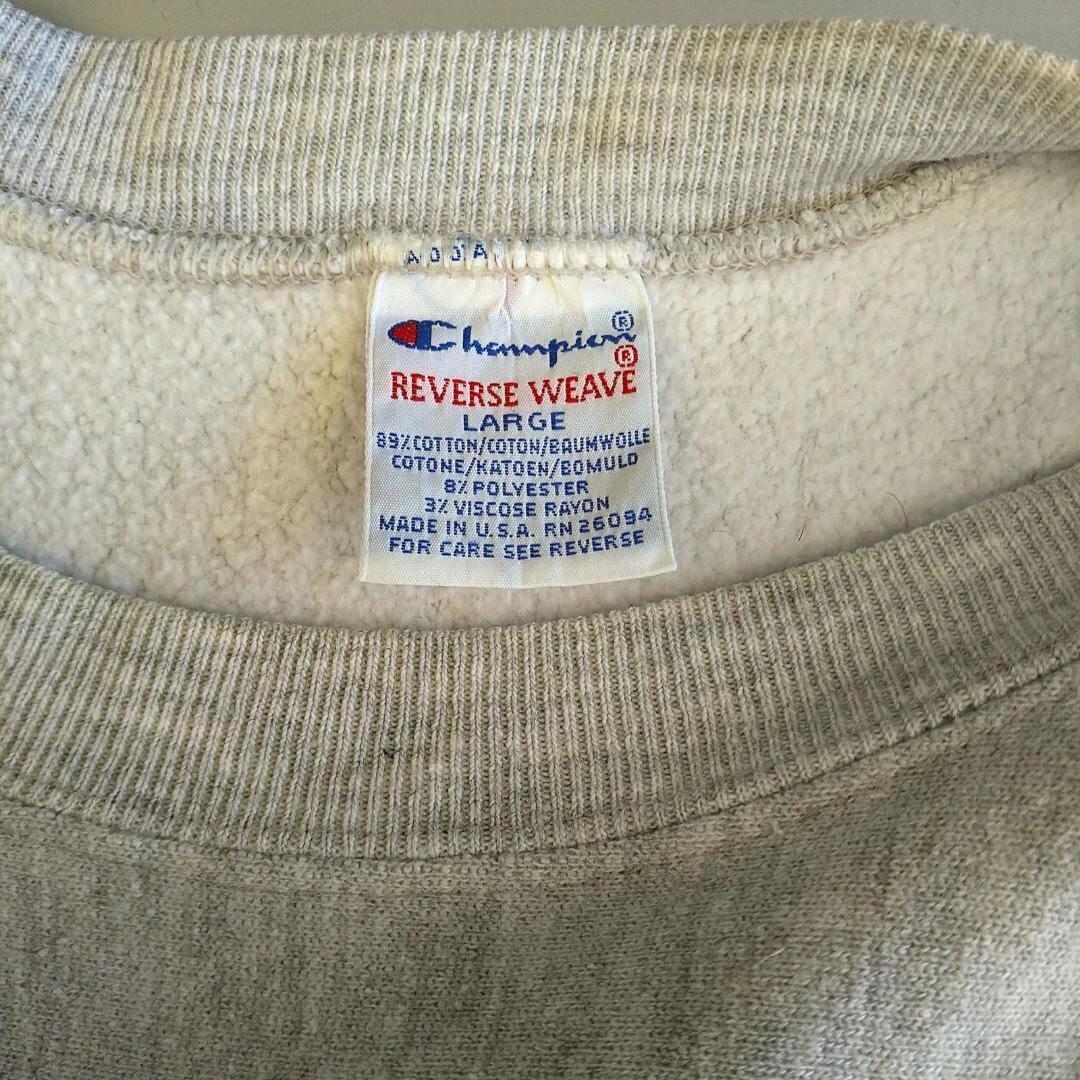 Champion®
REVERSE WEAVE®
LARGE
89% COTTON/COTON/BAUMWOLLE
COTONE/KATOEN/BOMULD
8% POLYESTER
3% VISCOSE RAYON
MADE IN U.S.A. RN 26094
FOR CARE SEE REVERSE